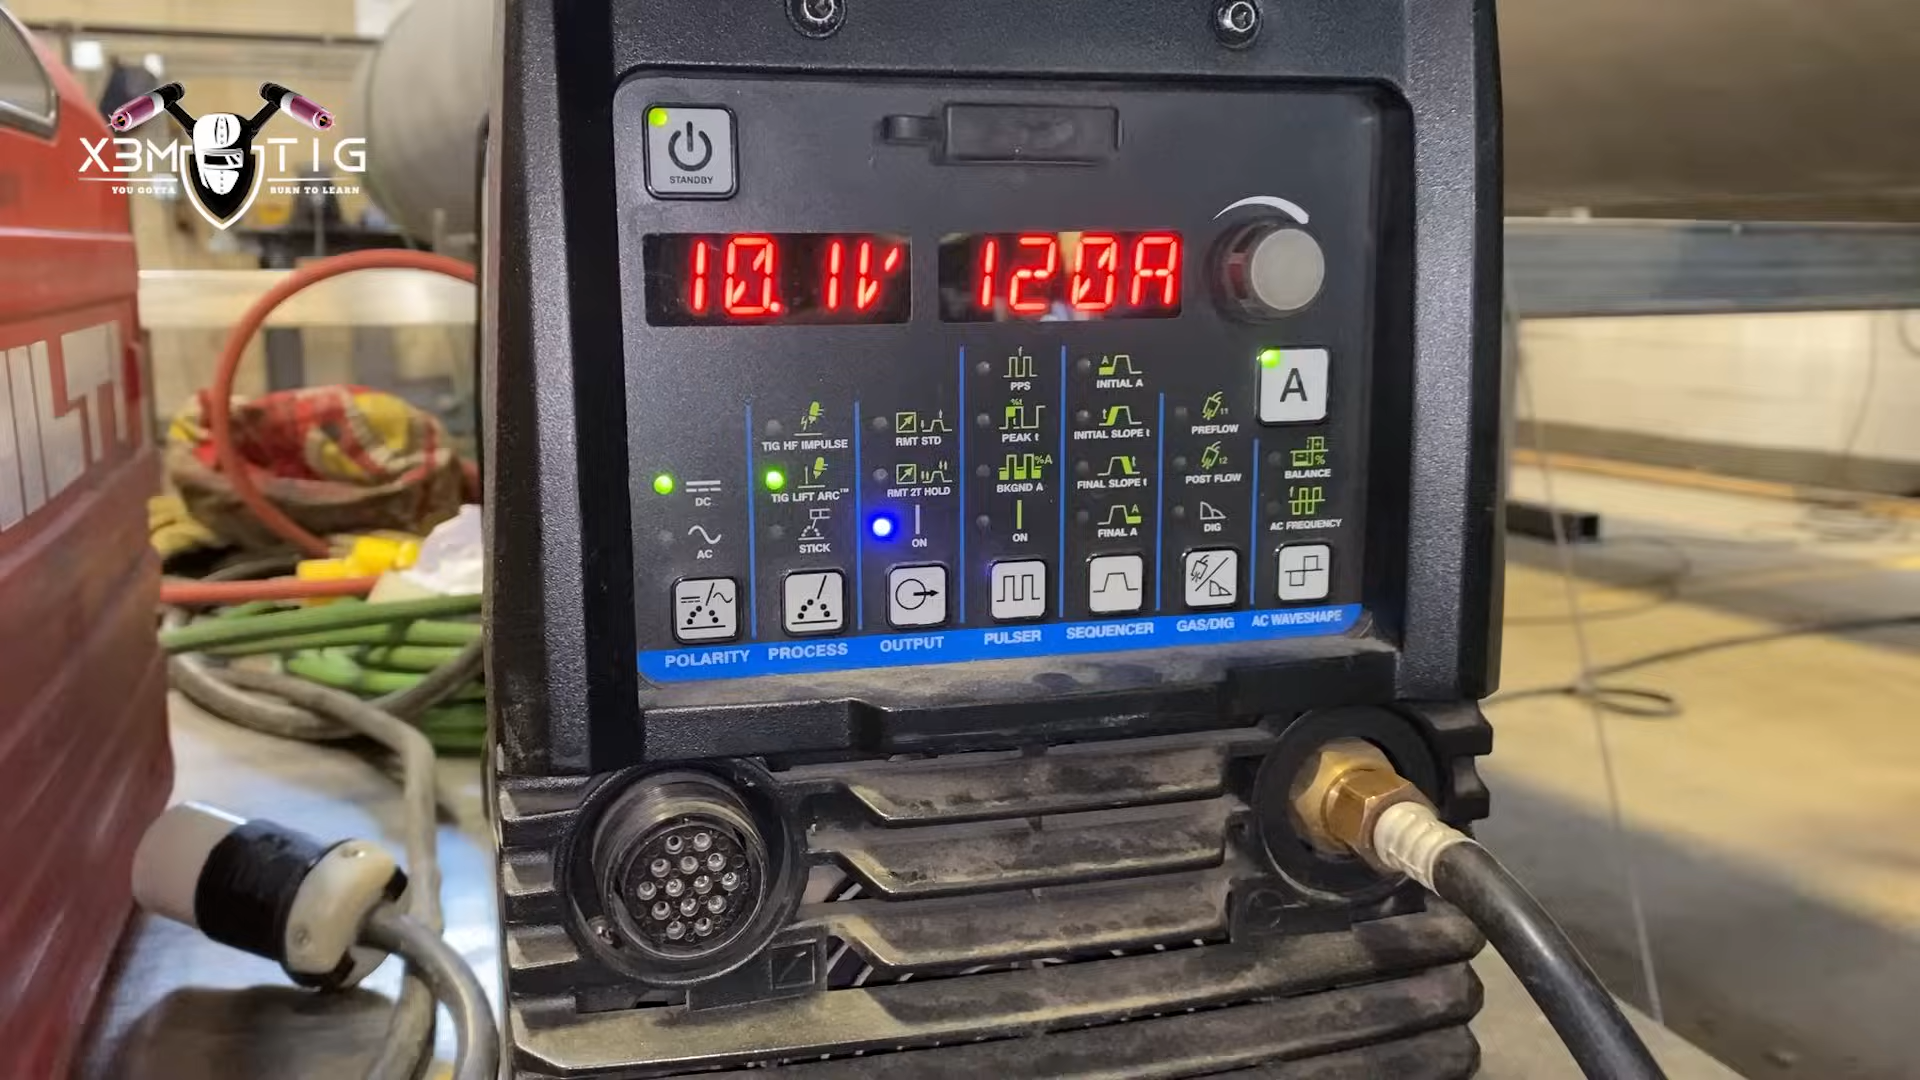 X3M TIG
YOU GOTTA BURN TO LEARN
STANDBY
10.1V 120A
A
PPS
INITIAL A
TIG HF IMPULSE
RMT STD
%t
PEAK t
INITIAL SLOPE t
PREFLOW
DC
TIG LIFT ARC™
RMT 2T HOLD
%A
BKGND A
FINAL SLOPE t
POST FLOW
BALANCE
AC
STICK
ON
ON
FINAL A
DIG
AC FREQUENCY
POLARITY
PROCESS
OUTPUT
PULSER
SEQUENCER
GAS/DIG
AC WAVESHAPE